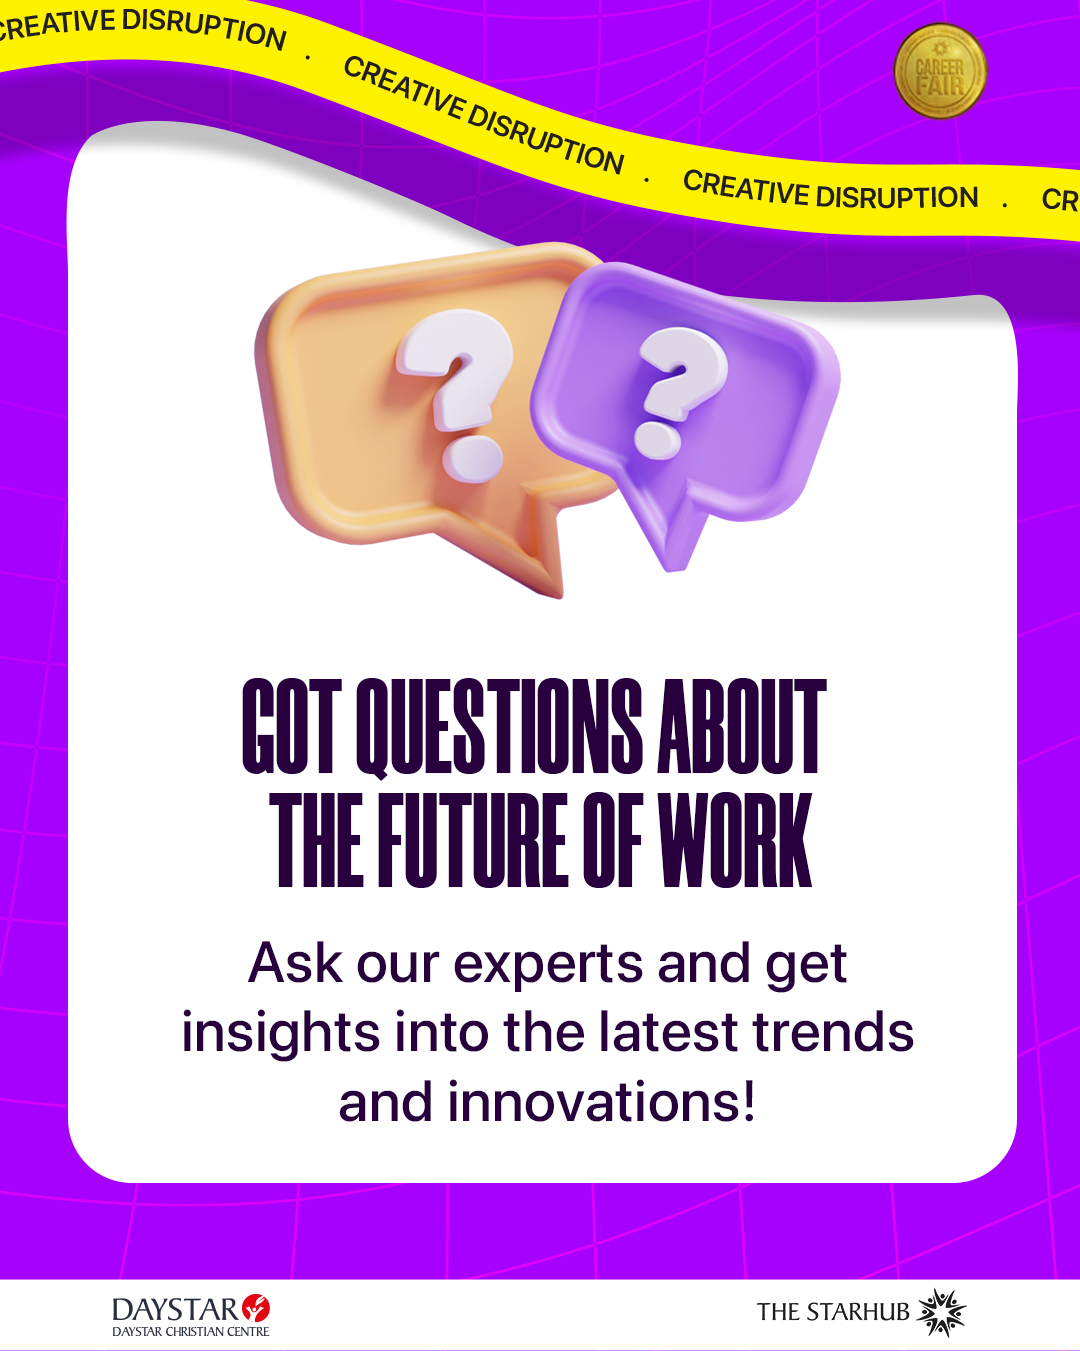 CREATIVE DISRUPTION . CREATIVE DISRUPTION . CREATIVE DISRUPTION . CR
CAREER
FAIR
? ?
GOT QUESTIONS ABOUT
THE FUTURE OF WORK
Ask our experts and get
insights into the latest trends
and innovations!
DAYSTAR
DAYSTAR CHRISTIAN CENTRE
THE STARHUB